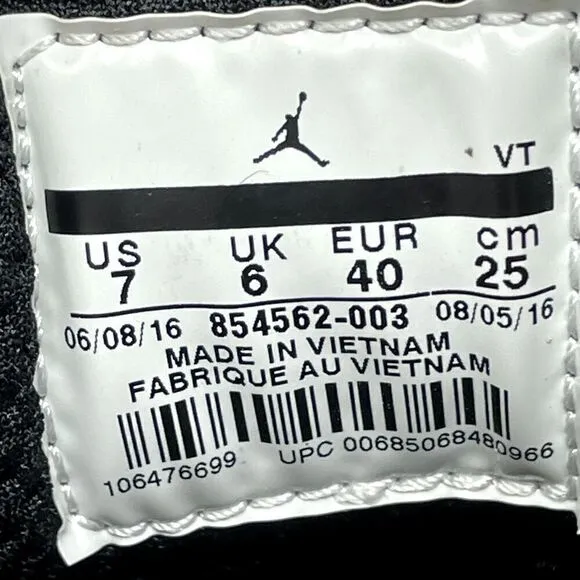 VT
US UK EUR cm
7 6 40 25
06/08/16 854562-003 08/05/16
MADE IN VIETNAM
FABRIQUE AU VIETNAM
106476699 UPC 00685068480966